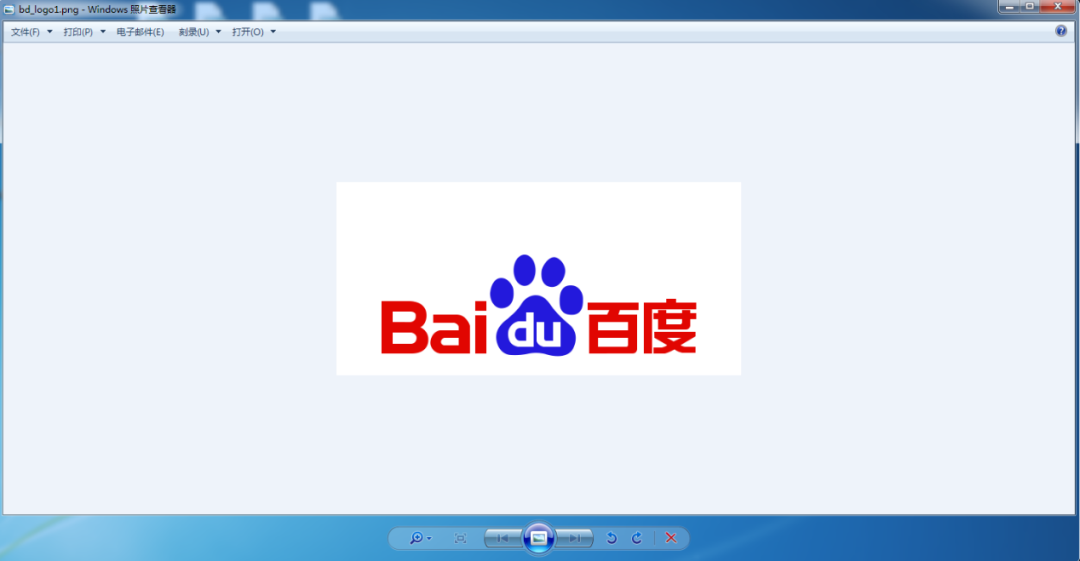 bd_logo1.png - Windows 照片查看器
文件(F) 打印(P) 电子邮件(E) 刻录(U) 打开(O)
Bai du 百度